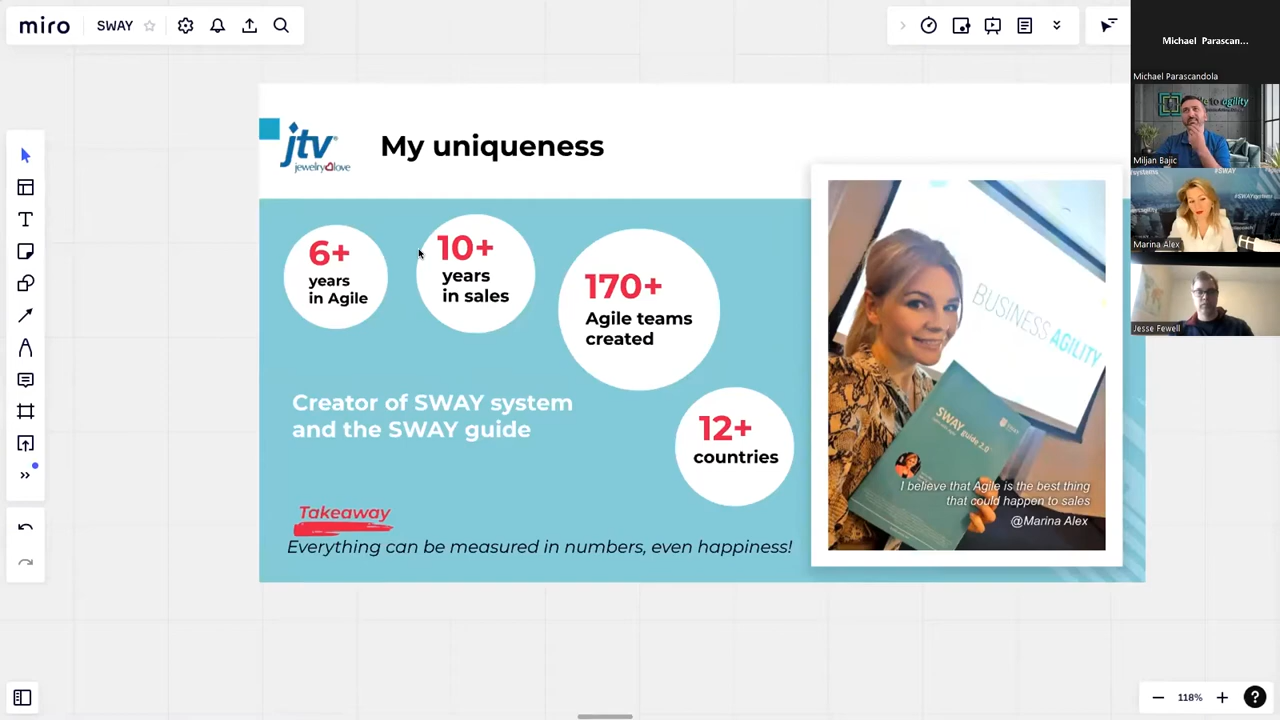 miro
SWAY
jtv
jewelry love
My uniqueness
6+
years
in Agile
10+
years
in sales
170+
Agile teams
created
12+
countries
Creator of SWAY system
and the SWAY guide
Takeaway
Everything can be measured in numbers, even happiness!
BUSINESS AGILITY
SWAY
guide 2.0
I believe that Agile is the best thing
that could happen to sales
@Marina Alex
Michael Parascan...
Michael Parascandola
to agility
Miljan Bajic
#SWAY
Marina Alex
Jesse Fewell
118%